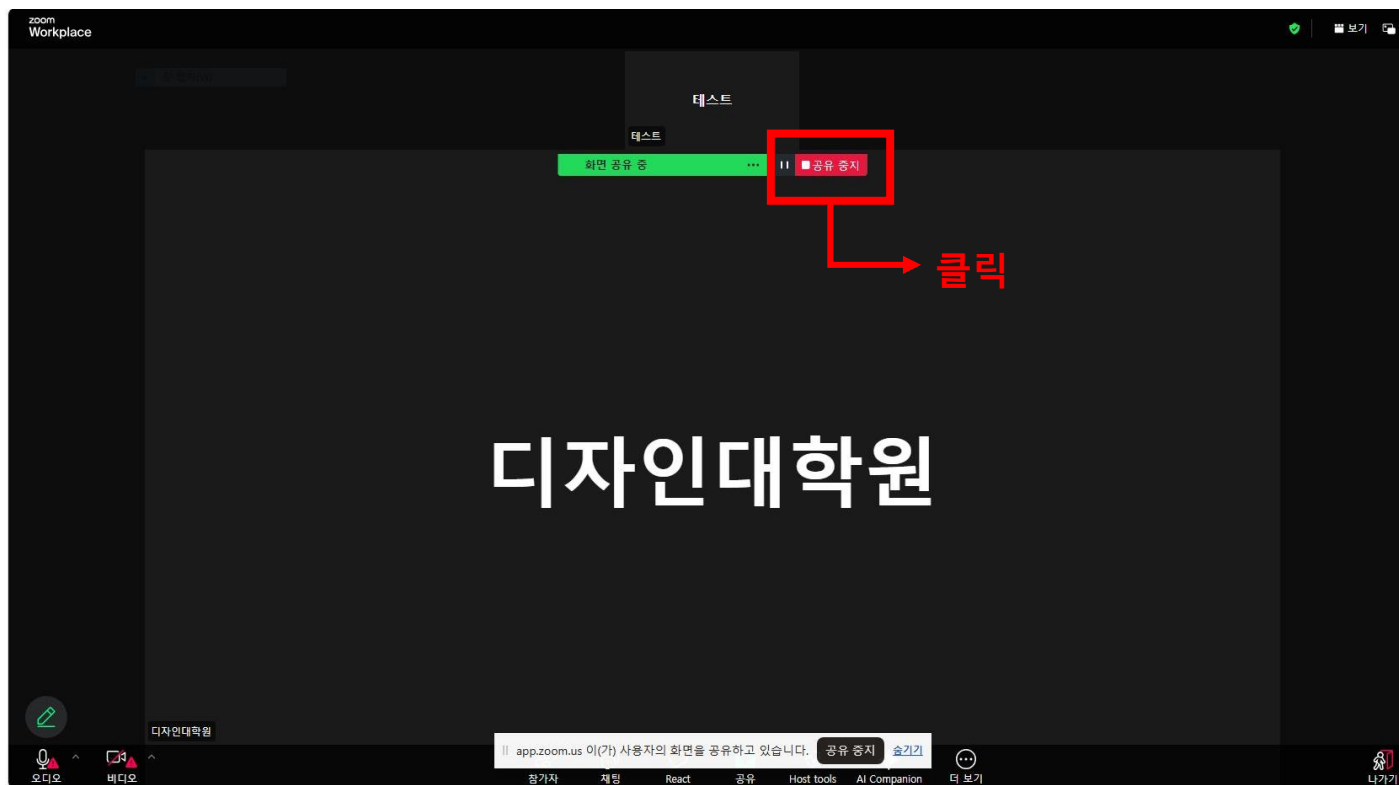 zoom
Workplace
보기
테스트
테스트
화면 공유 중 ...
공유 중지
클릭
디자인대학원
디자인대학원
app.zoom.us 이(가) 사용자의 화면을 공유하고 있습니다. 공유 중지 숨기기
오디오 비디오 참가자 채팅 React 공유 Host tools AI Companion 더 보기 나가기